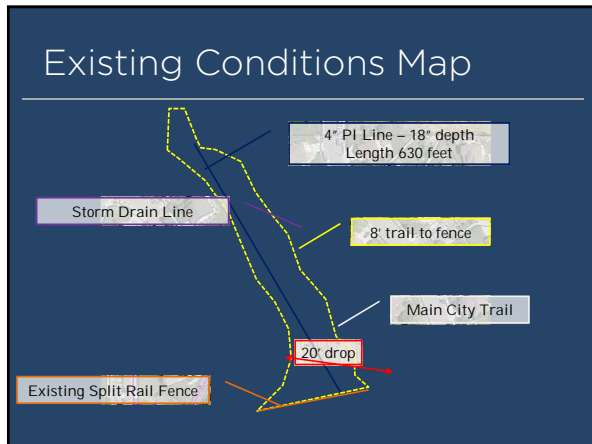 Existing Conditions Map
4" PI Line – 18" depth
Length 630 feet
Storm Drain Line
8' trail to fence
Main City Trail
20' drop
Existing Split Rail Fence